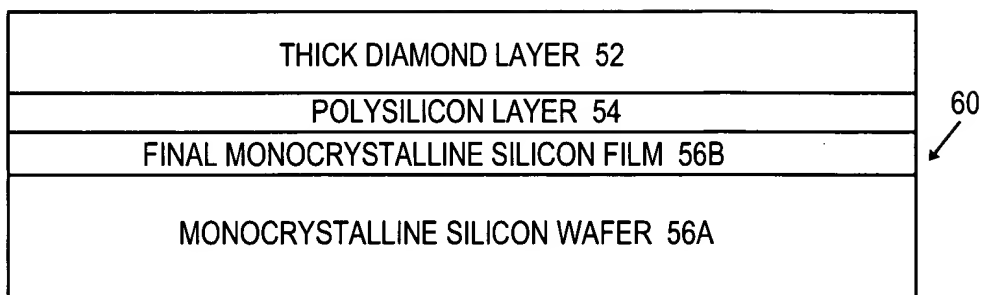 THICK DIAMOND LAYER 52
POLYSILICON LAYER 54
60
FINAL MONOCRYSTALLINE SILICON FILM 56B
MONOCRYSTALLINE SILICON WAFER 56A